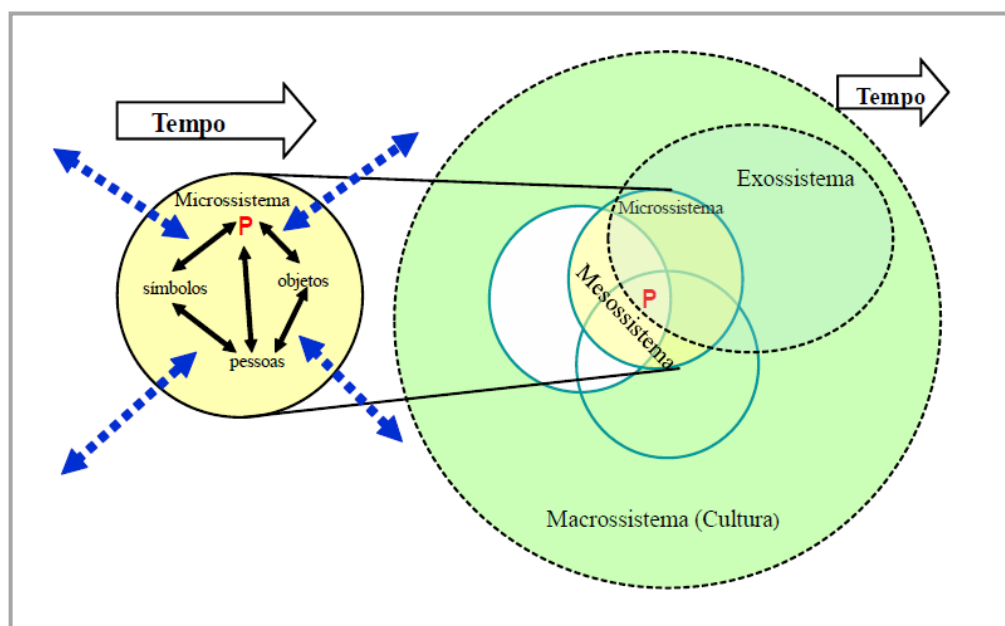 Tempo
Microssistema
P
símbolos
objetos
pessoas
Tempo
Exossistema
Microssistema
Mesossistema
P
Macrossistema (Cultura)